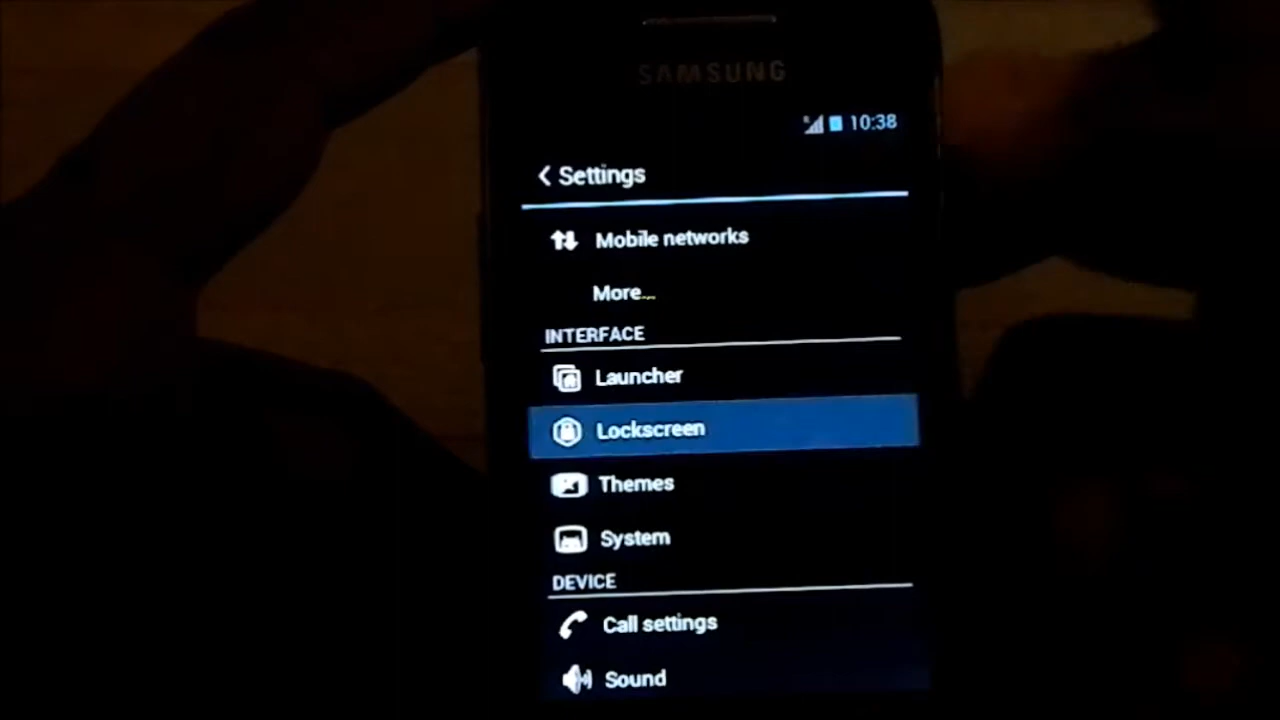 SAMSUNG
10:38
Settings
Mobile networks
More...
INTERFACE
Launcher
Lockscreen
Themes
System
DEVICE
Call settings
Sound